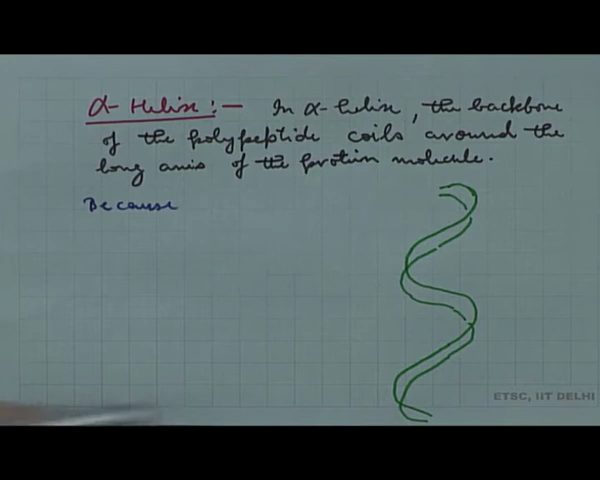 α- Helix :- In α-helix, the backbone
of the polypeptide coils around the
long axis of the protein molecule.
Because
ETSC, IIT DELHI